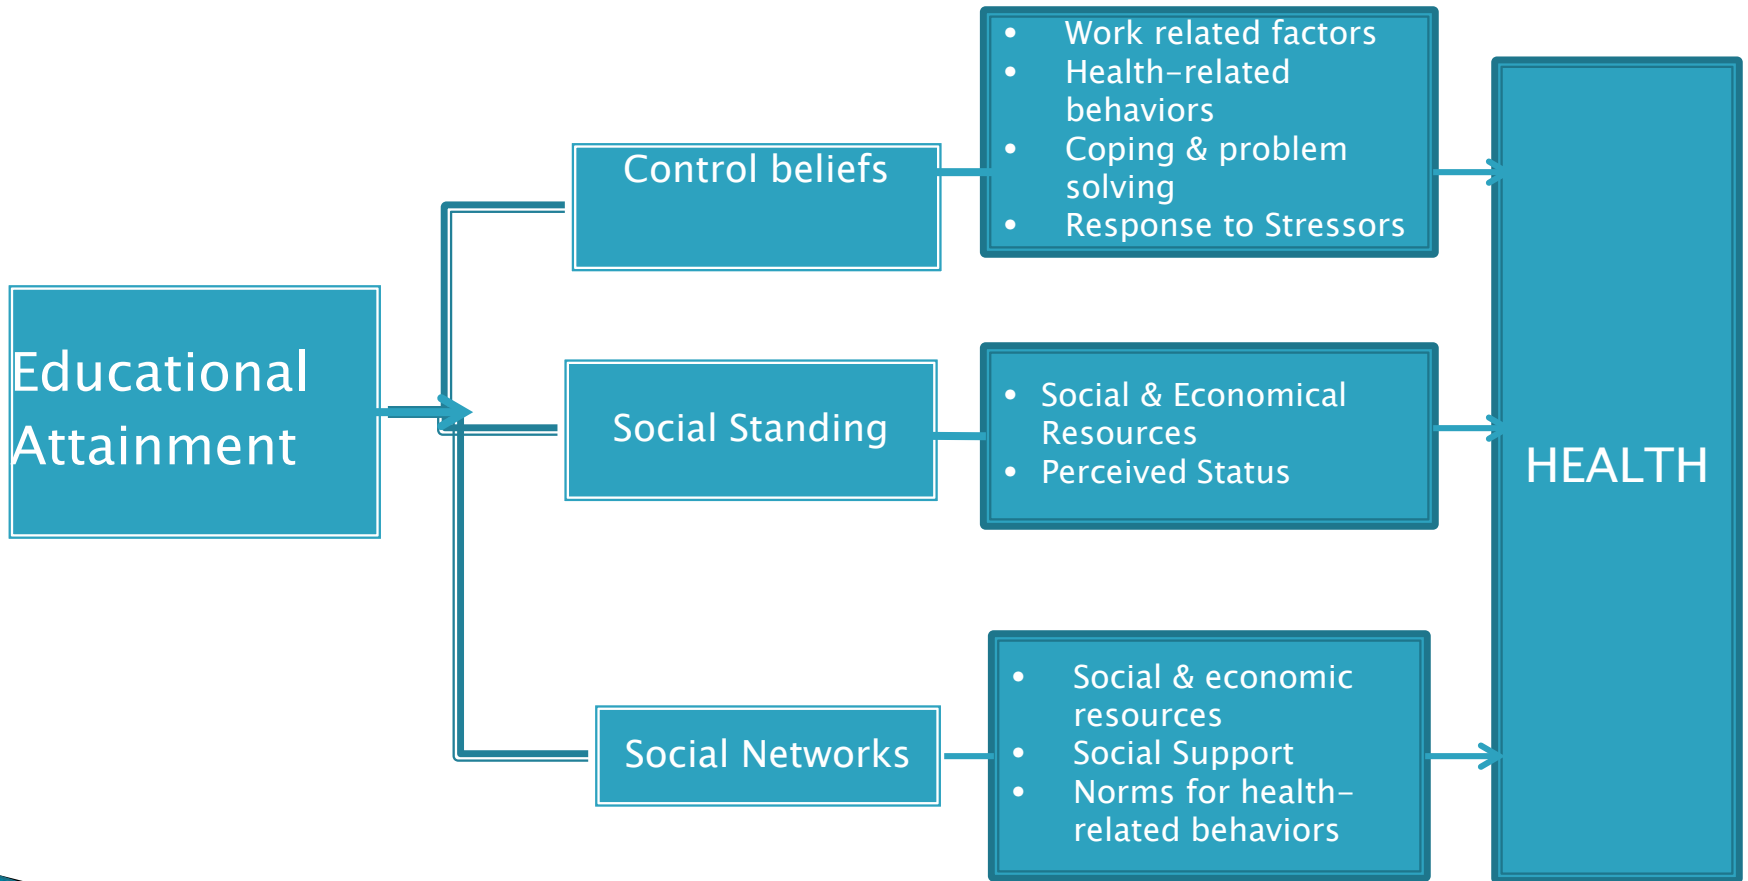 Educational
Attainment
Control beliefs
• Work related factors
• Health-related
behaviors
• Coping & problem
solving
• Response to Stressors
Social Standing
• Social & Economical
Resources
• Perceived Status
Social Networks
• Social & economic
resources
• Social Support
• Norms for health-
related behaviors
HEALTH